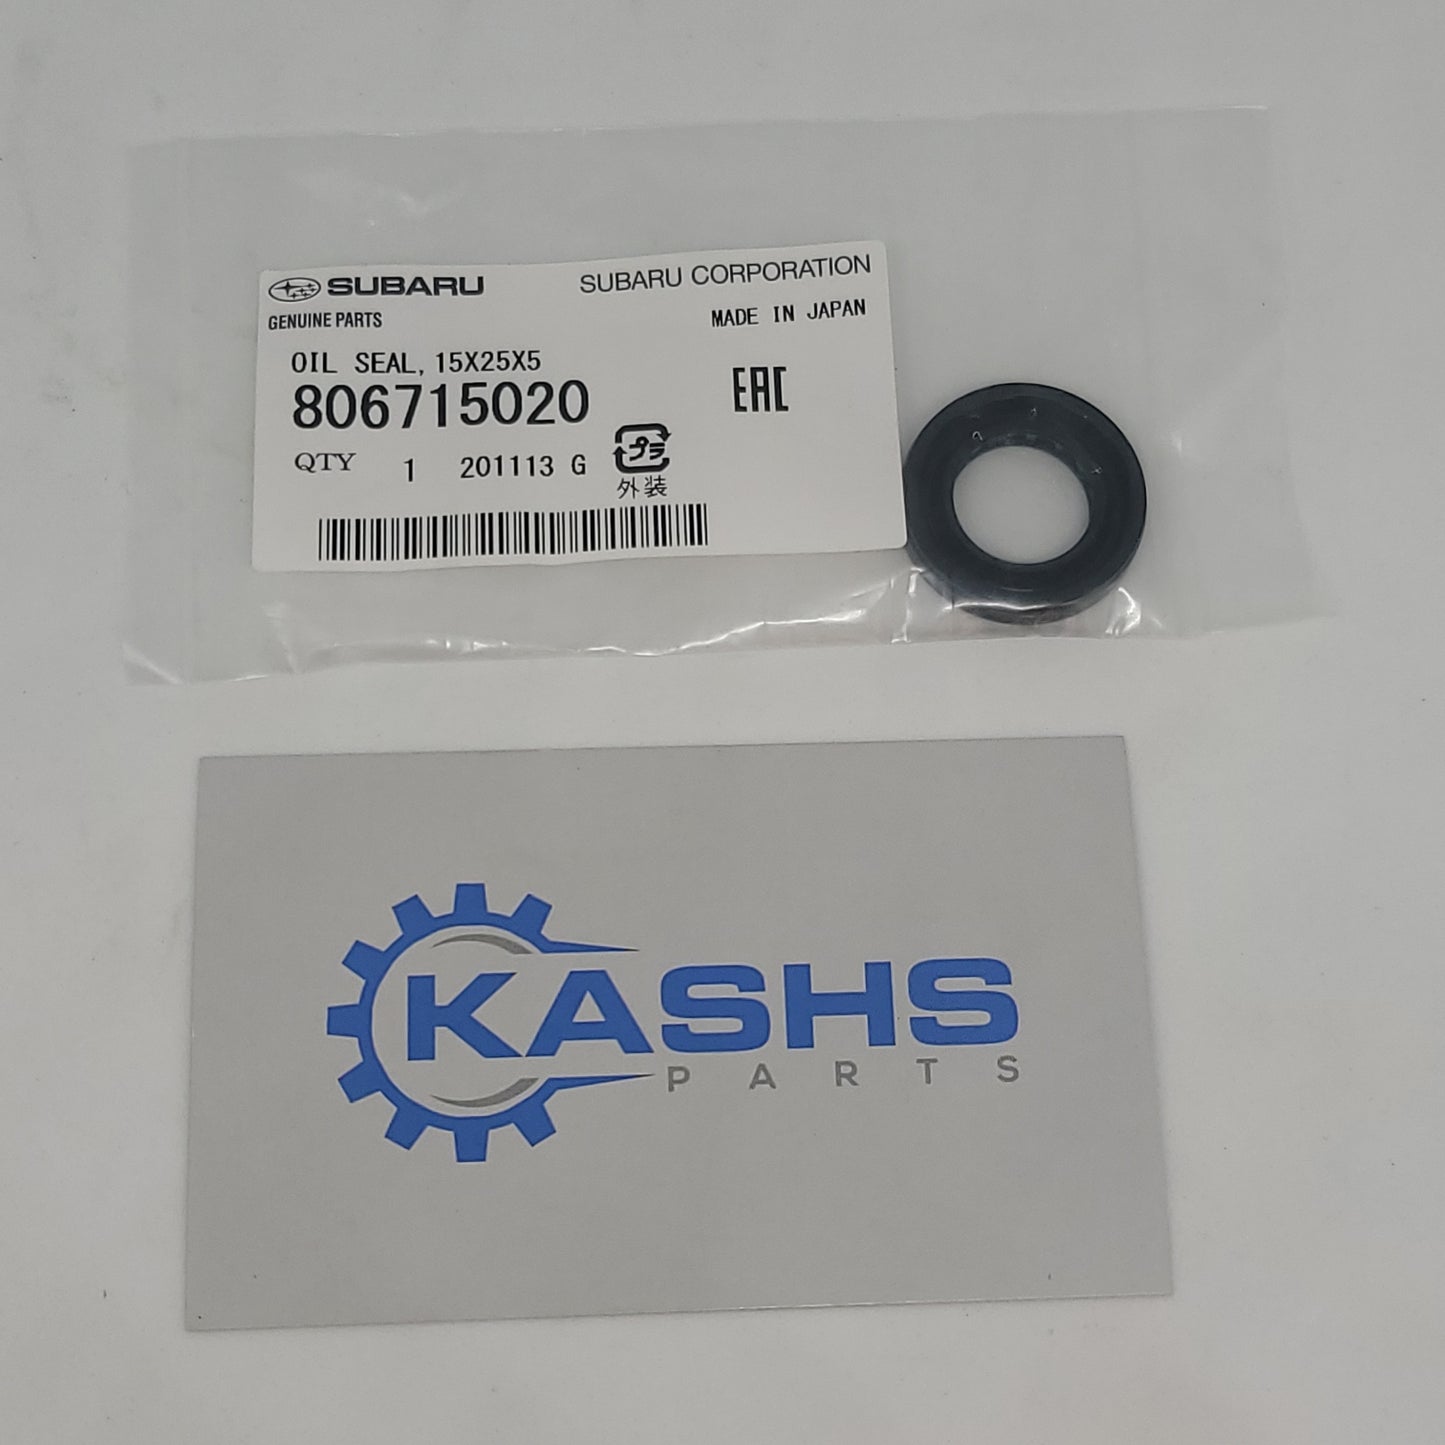 SUBARU SUBARU CORPORATION
GENUINE PARTS MADE IN JAPAN
OIL SEAL, 15X25X5
806715020 EAC
QTY 1 201113 G プラ
外装
KASHS
PARTS